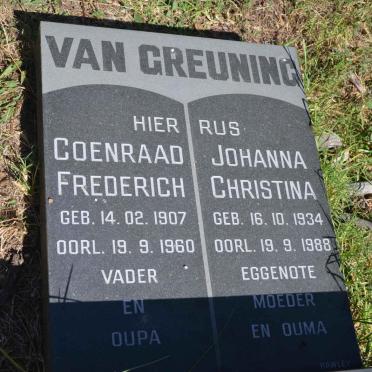 VAN GREUNING
HIER RUS
COENRAAD
FREDERICH
GEB. 14. 02. 1907
OORL. 19. 9. 1960
VADER
EN
OUPA
JOHANNA
CHRISTINA
GEB. 16. 10. 1934
OORL. 19. 9. 1988
EGGENOTE
MOEDER
EN OUMA